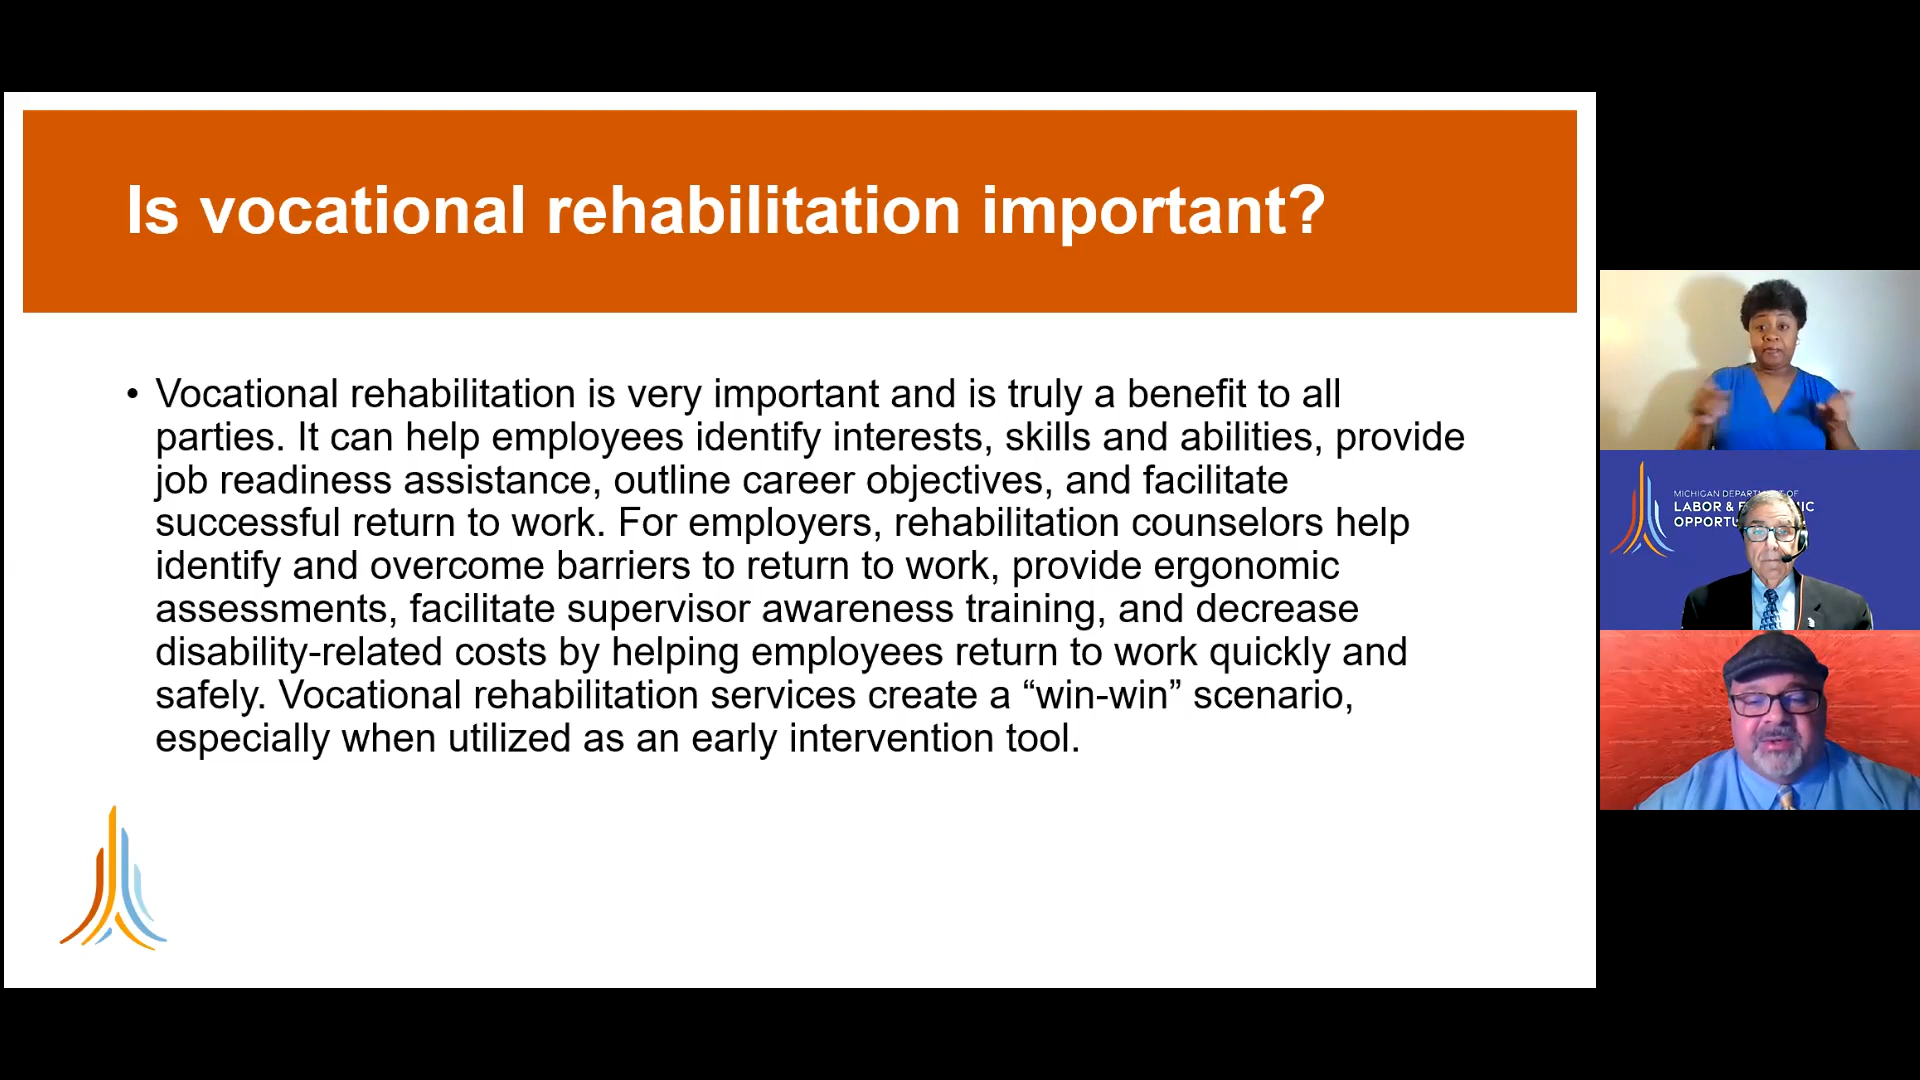 Is vocational rehabilitation important?
• Vocational rehabilitation is very important and is truly a benefit to all
parties. It can help employees identify interests, skills and abilities, provide
job readiness assistance, outline career objectives, and facilitate
successful return to work. For employers, rehabilitation counselors help
identify and overcome barriers to return to work, provide ergonomic
assessments, facilitate supervisor awareness training, and decrease
disability-related costs by helping employees return to work quickly and
safely. Vocational rehabilitation services create a “win-win” scenario,
especially when utilized as an early intervention tool.
MICHIGAN OF
LABOR &